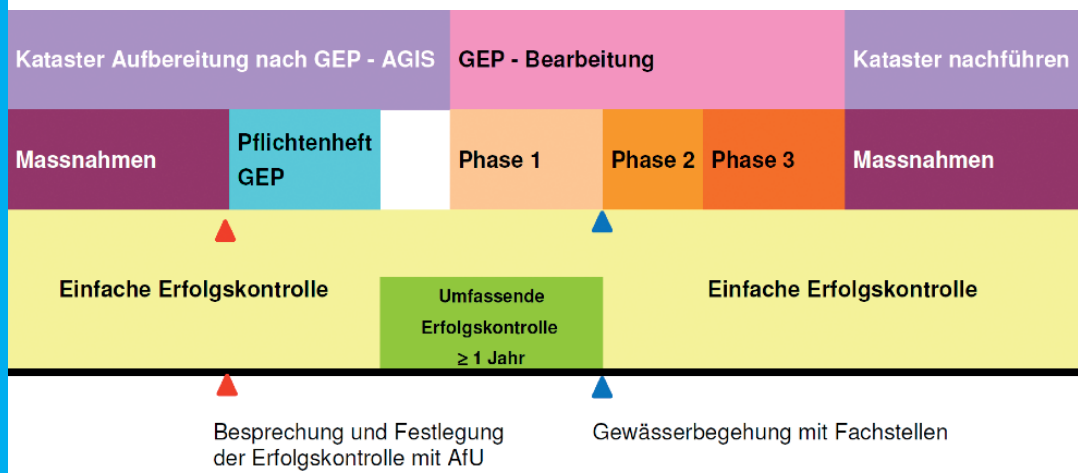 Kataster Aufbereitung nach GEP - AGIS
GEP - Bearbeitung
Kataster nachführen
Massnahmen
Pflichtenheft
GEP
Phase 1
Phase 2
Phase 3
Massnahmen
Einfache Erfolgskontrolle
Umfassende
Erfolgskontrolle
≥ 1 Jahr
Einfache Erfolgskontrolle
Besprechung und Festlegung
der Erfolgskontrolle mit AfU
Gewässerbegehung mit Fachstellen